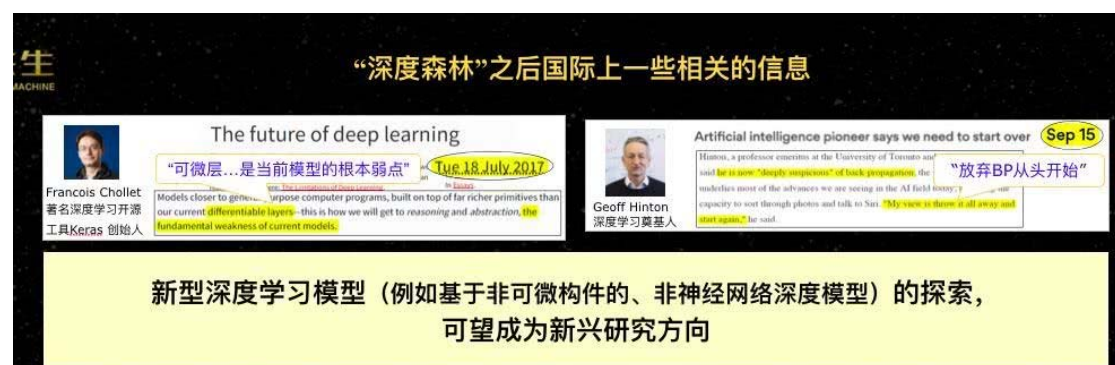 生
MACHINE
“深度森林”之后国际上一些相关的信息
The future of deep learning
“可微层...是当前模型的根本弱点”
Tue 18 July 2017
The Limitations of Deep Learning
In Essays
Francois Chollet
著名深度学习开源
工具Keras 创始人
Models closer to general purpose computer programs, built on top of far richer primitives than
our current differentiable layers—this is how we will get to reasoning and abstraction, the
fundamental weakness of current models.
Artificial intelligence pioneer says we need to start over
Sep 15
Hinton, a professor emeritus at the University of Toronto and
said he is now "deeply suspicious" of back propagation, the
underlies most of the advances we are seeing in the AI field today,
capacity to sort through photos and talk to Siri. "My view is throw it all away and
start again," he said.
“放弃BP从头开始”
Geoff Hinton
深度学习奠基人
新型深度学习模型（例如基于非可微构件的、非神经网络深度模型）的探索，
可望成为新兴研究方向